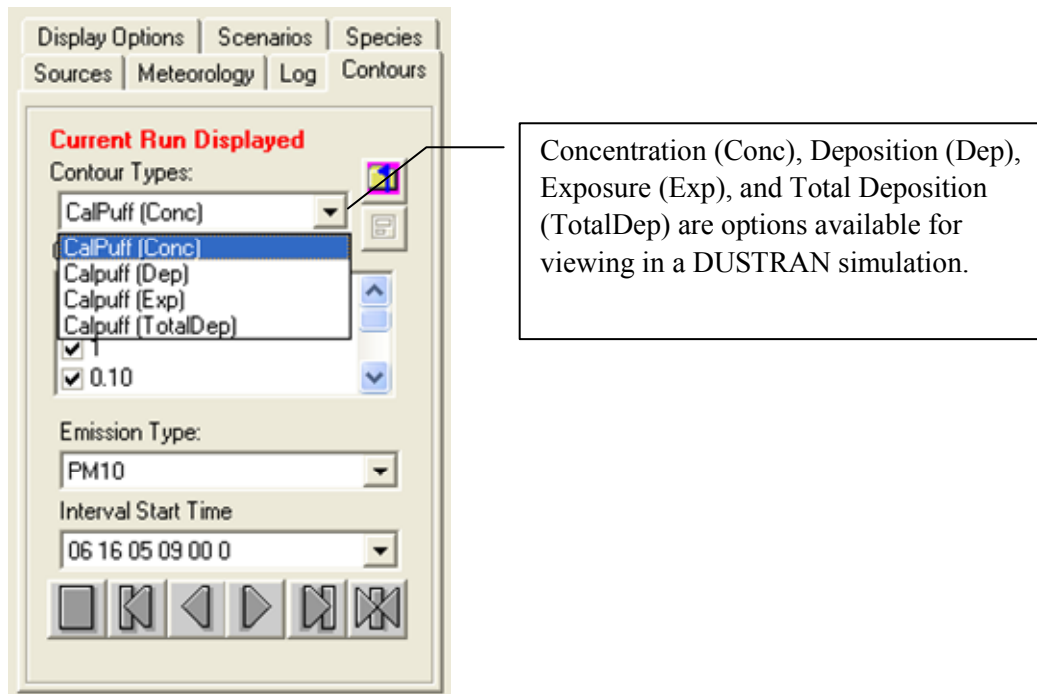 Display Options Scenarios Species
Sources Meteorology Log Contours
Current Run Displayed
Contour Types:
CalPuff (Conc)
CalPuff (Conc)
Calpuff (Dep)
Calpuff (Exp)
Calpuff (TotalDep)
1
0.10
Emission Type:
PM10
Interval Start Time
06 16 05 09 00 0
Concentration (Conc), Deposition (Dep),
Exposure (Exp), and Total Deposition
(TotalDep) are options available for
viewing in a DUSTRAN simulation.